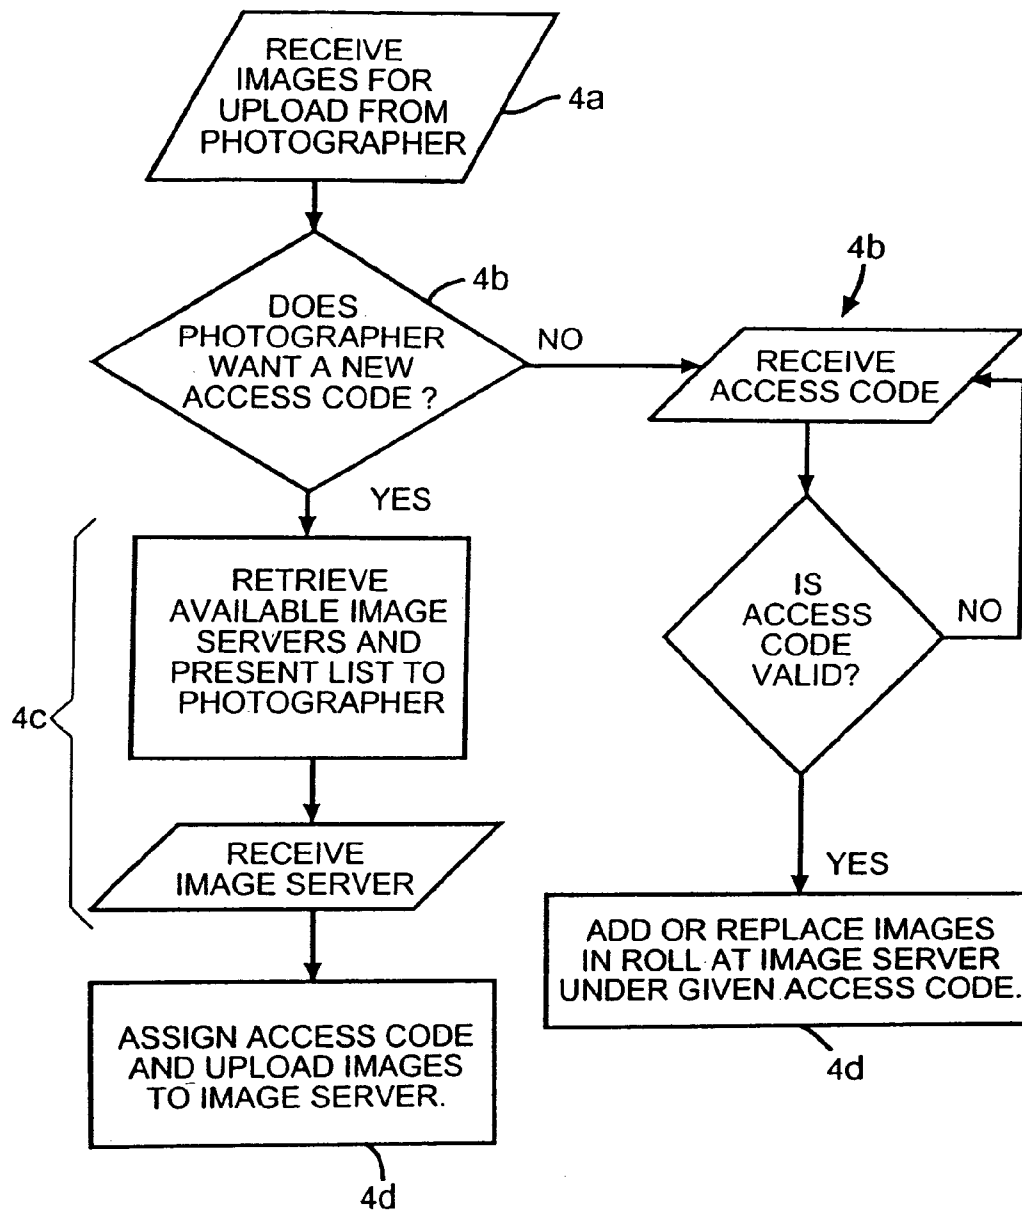 RECEIVE
IMAGES FOR
UPLOAD FROM
PHOTOGRAPHER
4a
DOES
PHOTOGRAPHER
WANT A NEW
ACCESS CODE ?
4b
NO
YES
4b
RECEIVE
ACCESS CODE
IS
ACCESS
CODE
VALID?
NO
YES
RETRIEVE
AVAILABLE IMAGE
SERVERS AND
PRESENT LIST TO
PHOTOGRAPHER
4c
RECEIVE
IMAGE SERVER
ADD OR REPLACE IMAGES
IN ROLL AT IMAGE SERVER
UNDER GIVEN ACCESS CODE.
4d
ASSIGN ACCESS CODE
AND UPLOAD IMAGES
TO IMAGE SERVER.
4d